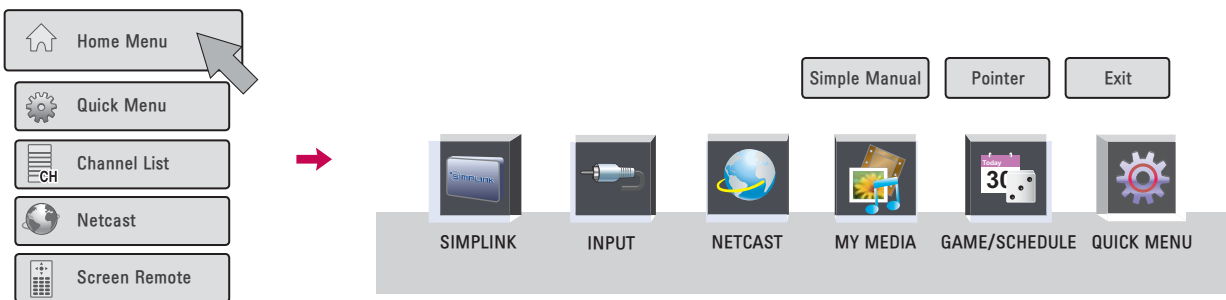 Home Menu
Quick Menu
CH
Channel List
Netcast
Screen Remote
Simple Manual
Pointer
Exit
SIMPLINK
Today
30
SIMPLINK
INPUT
NETCAST
MY MEDIA
GAME/SCHEDULE
QUICK MENU